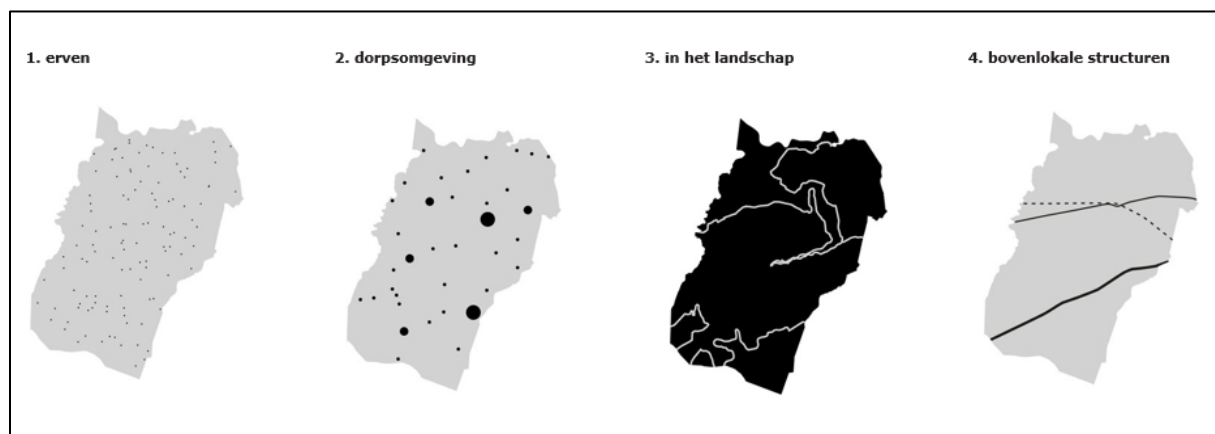 1. erven
2. dorpsomgeving
3. in het landschap
4. bovenlokale structuren